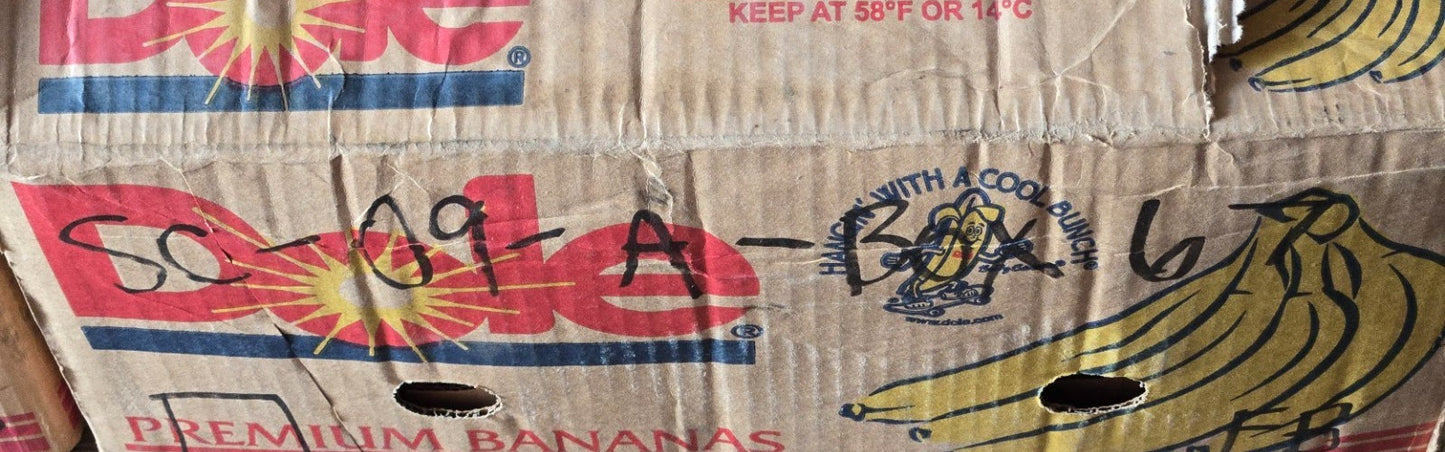 Dole®
KEEP AT 58°F OR 14°C
HANGIN' WITH A COOL BUNCH®
SC-09-A-Box 6
Dole®
www.dole.com
PREMIUM BANANAS